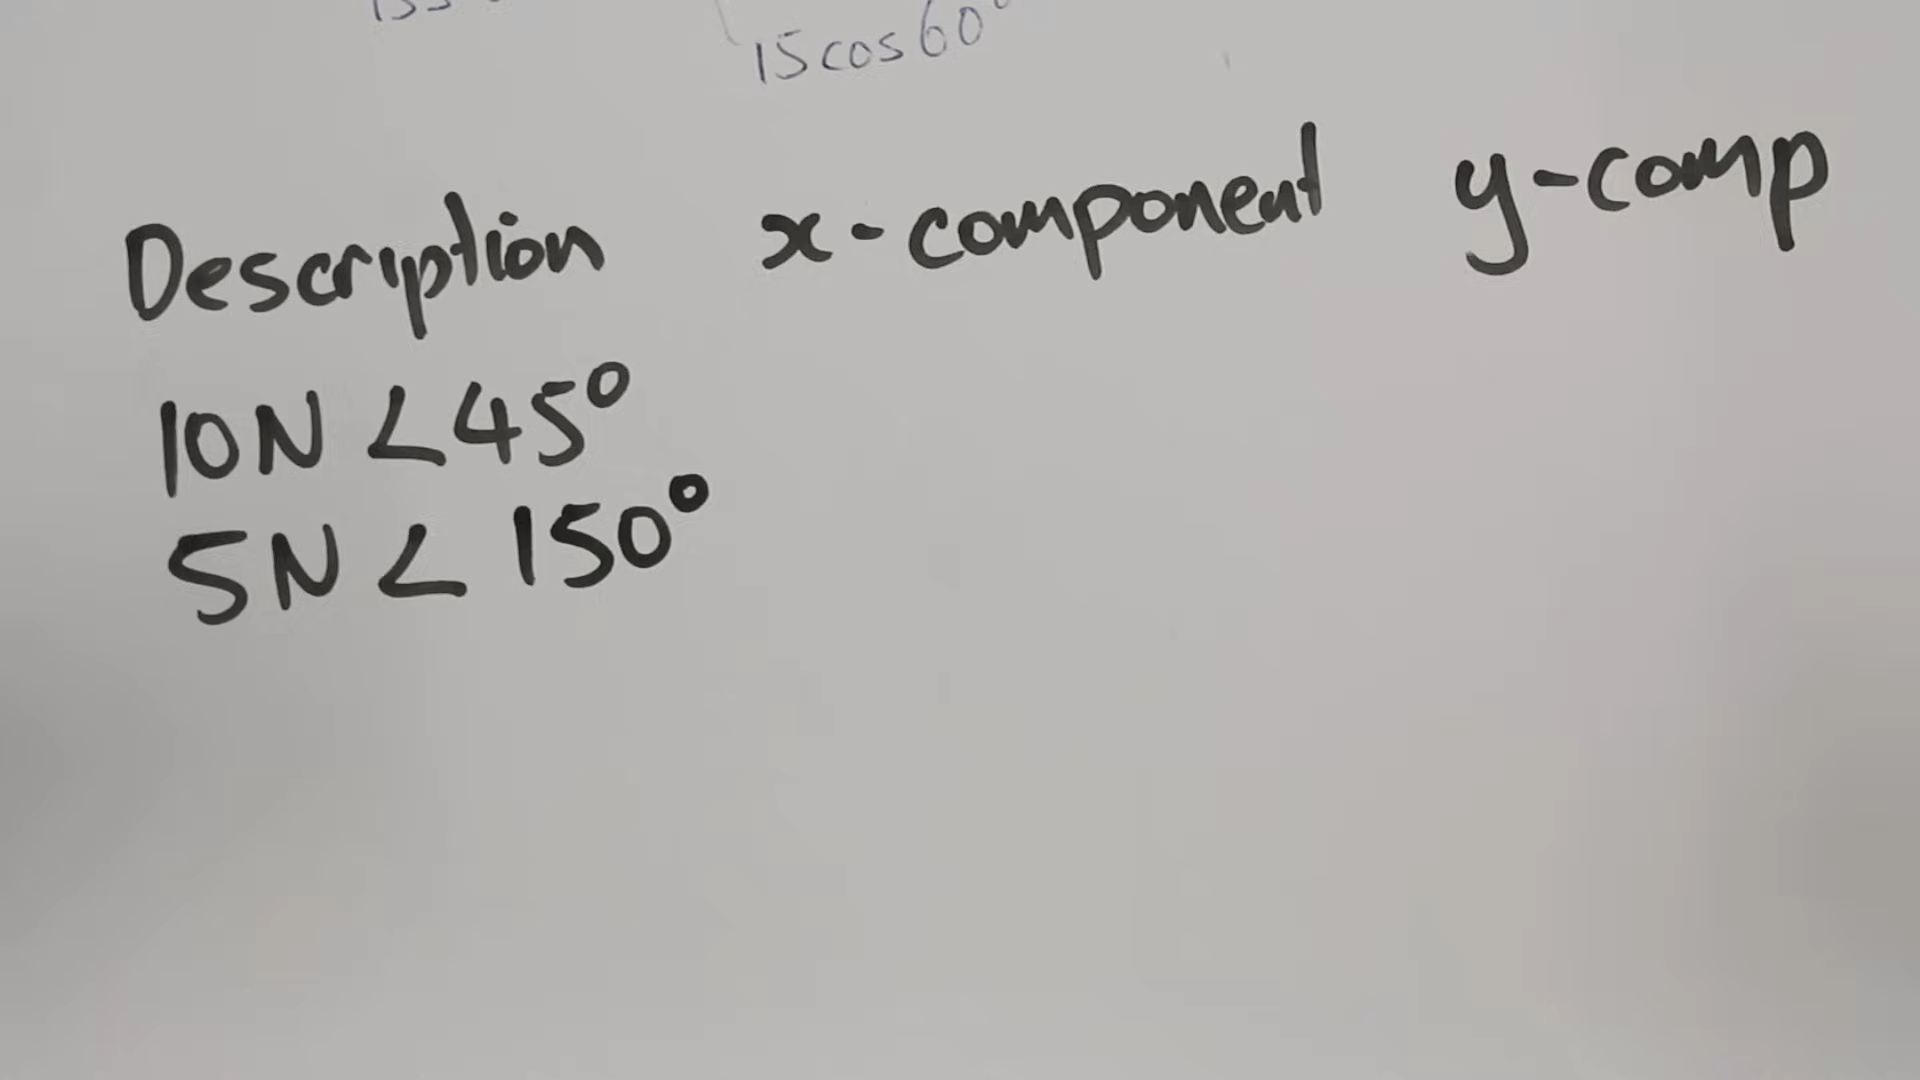 15cos60°
Description x-component y-comp
10N <45°
5N < 150°